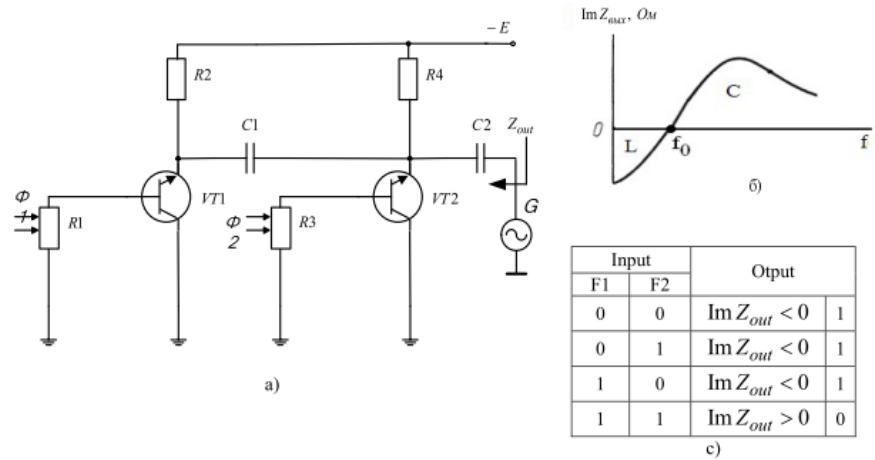 – E
R2
R4
C1
C2
Z_out
VT1
VT2
Ф 1
R1
Ф 2
R3
G
а)
Im Z_вых, Ом
0
L
C
f_0
f
б)
Input Otput
F1 F2
0 0 Im Z_out < 0 1
0 1 Im Z_out < 0 1
1 0 Im Z_out < 0 1
1 1 Im Z_out > 0 0
с)